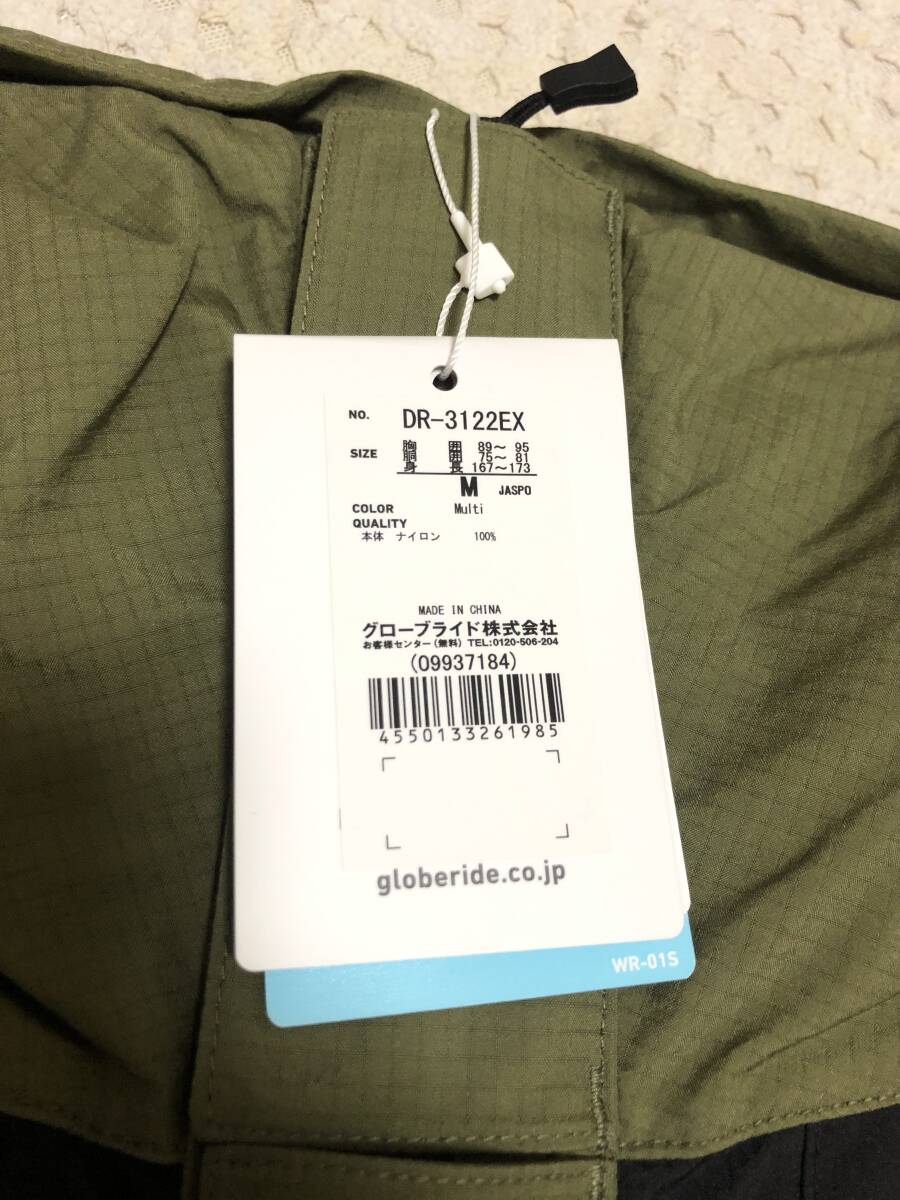 NO. DR-3122EX
SIZE 胸 囲 89～ 95
胴 囲 75～ 81
身 長 167～173
M JASPO
COLOR Multi
QUALITY
本体 ナイロン 100%
MADE IN CHINA
グローブライド株式会社
お客様センター(無料) TEL:0120-506-204
(09937184)
4550133261985
globeride.co.jp
WR-01S